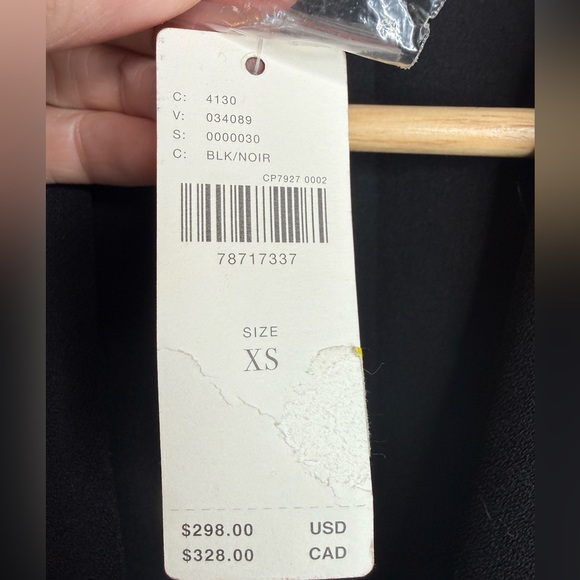 C: 4130
V: 034089
S: 0000030
C: BLK/NOIR
CP7927 0002
78717337
SIZE
XS
$298.00 USD
$328.00 CAD